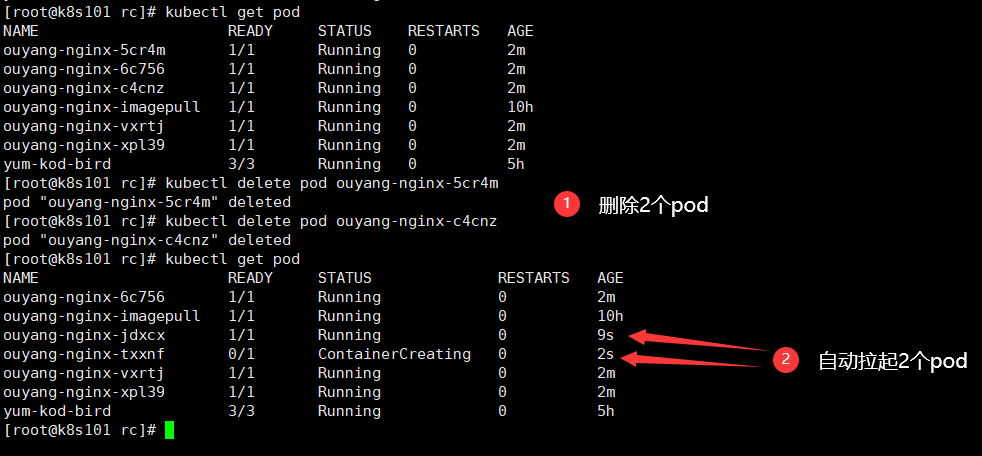 [root@k8s101 rc]# kubectl get pod
NAME READY STATUS RESTARTS AGE
ouyang-nginx-5cr4m 1/1 Running 0 2m
ouyang-nginx-6c756 1/1 Running 0 2m
ouyang-nginx-c4cnz 1/1 Running 0 2m
ouyang-nginx-imagepull 1/1 Running 0 10h
ouyang-nginx-vxrtj 1/1 Running 0 2m
ouyang-nginx-xpl39 1/1 Running 0 2m
yum-kod-bird 3/3 Running 0 5h
[root@k8s101 rc]# kubectl delete pod ouyang-nginx-5cr4m
pod "ouyang-nginx-5cr4m" deleted
1 删除2个pod
[root@k8s101 rc]# kubectl delete pod ouyang-nginx-c4cnz
pod "ouyang-nginx-c4cnz" deleted
[root@k8s101 rc]# kubectl get pod
NAME READY STATUS RESTARTS AGE
ouyang-nginx-6c756 1/1 Running 0 2m
ouyang-nginx-imagepull 1/1 Running 0 10h
ouyang-nginx-jdxcx 1/1 Running 0 9s
ouyang-nginx-txxnf 0/1 ContainerCreating 0 2s
2 自动拉起2个pod
ouyang-nginx-vxrtj 1/1 Running 0 2m
ouyang-nginx-xpl39 1/1 Running 0 2m
yum-kod-bird 3/3 Running 0 5h
[root@k8s101 rc]#